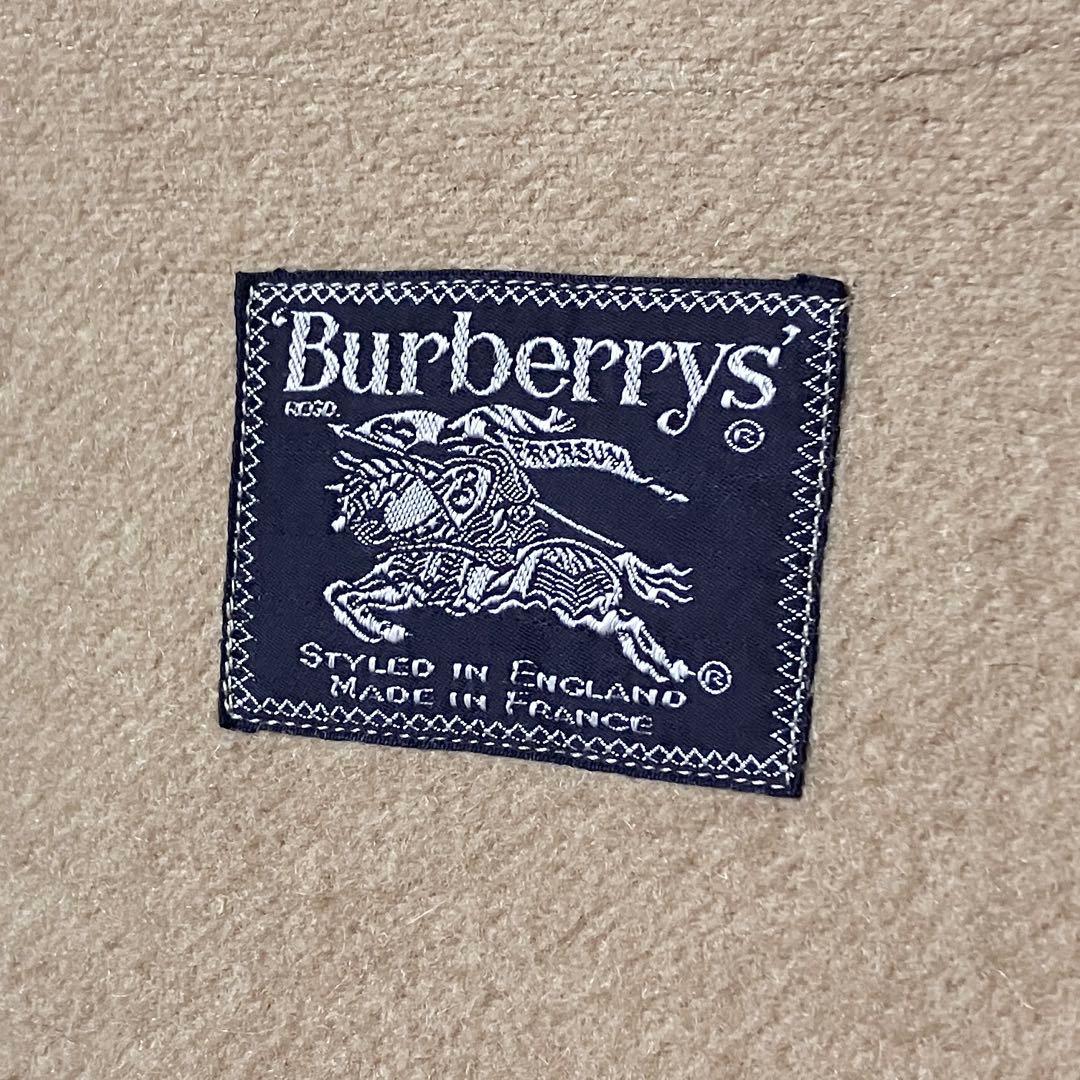 'Burberrys'
REGD. ®
PRORSUM
®
STYLED IN ENGLAND
MADE IN FRANCE